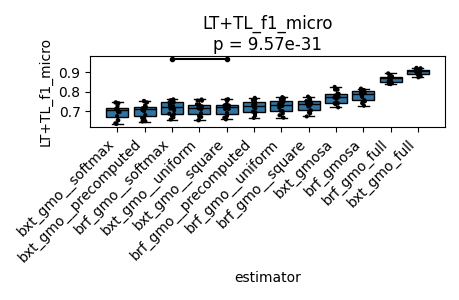 LT+TL_f1_micro
p = 9.57e-31
LT+TL_f1_micro
0.9
0.8
0.7
bxt_gmo__softmax
bxt_gmo__precomputed
brf_gmo__softmax
bxt_gmo__uniform
bxt_gmo__square
brf_gmo__precomputed
brf_gmo__uniform
brf_gmo__square
bxt_gmosa
brf_gmosa
brf_gmo_full
bxt_gmo_full
estimator